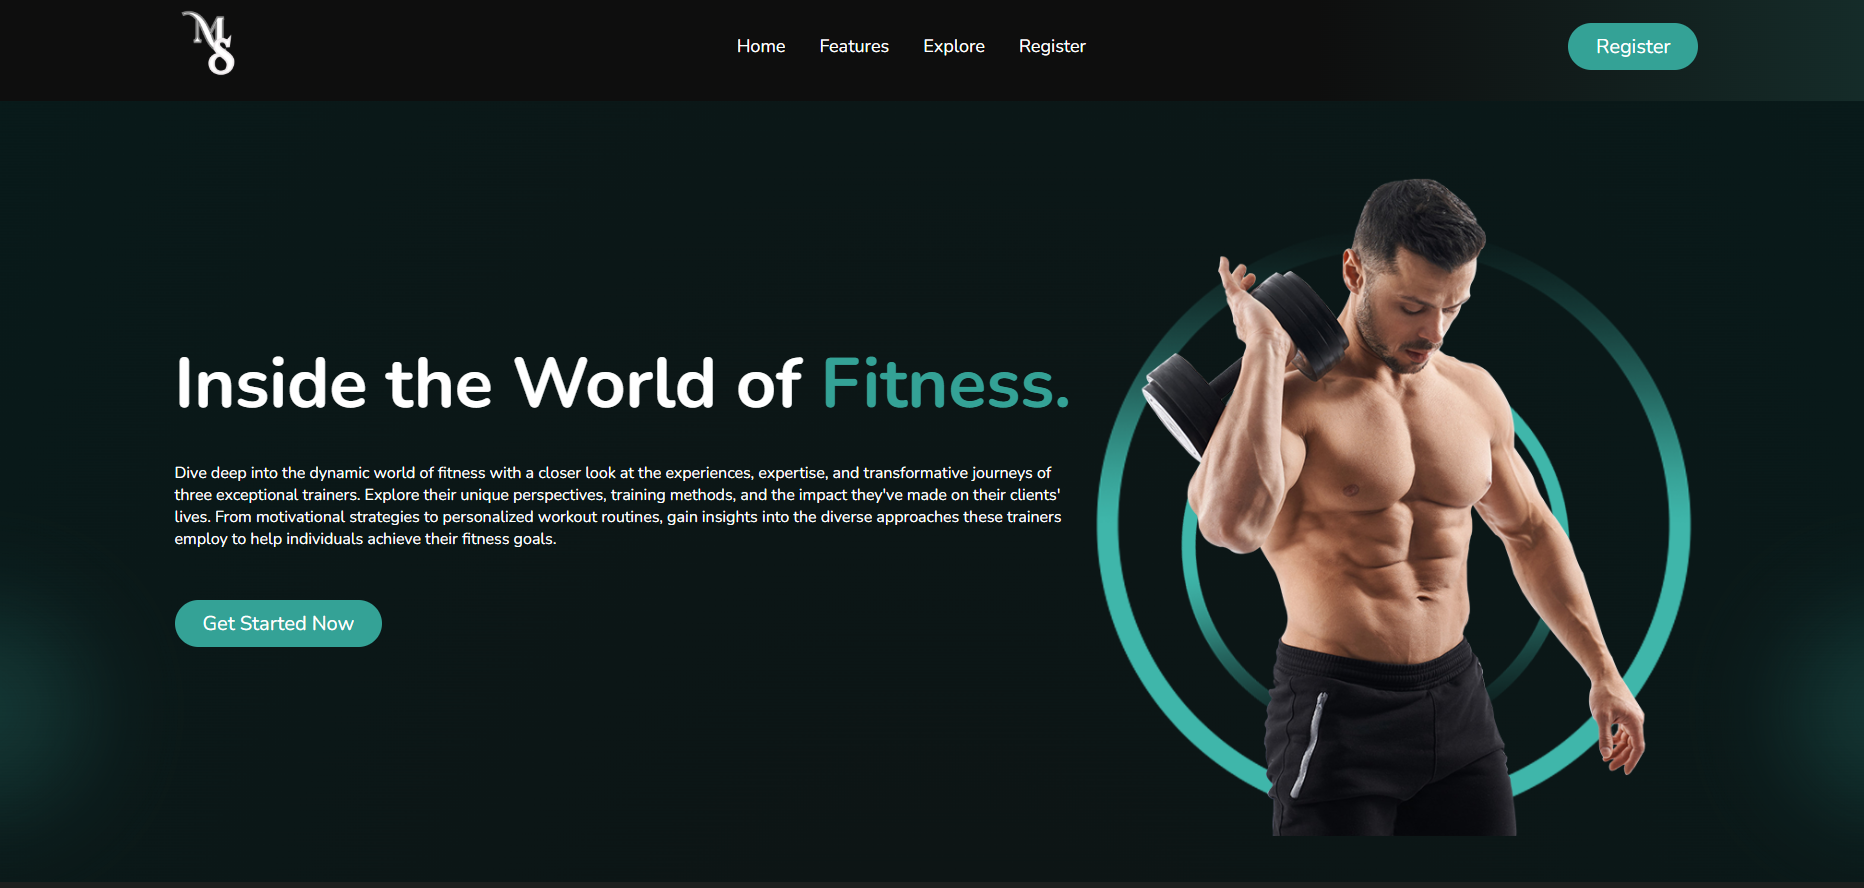 MS
Home Features Explore Register
Register
Inside the World of Fitness.
Dive deep into the dynamic world of fitness with a closer look at the experiences, expertise, and transformative journeys of
three exceptional trainers. Explore their unique perspectives, training methods, and the impact they've made on their clients'
lives. From motivational strategies to personalized workout routines, gain insights into the diverse approaches these trainers
employ to help individuals achieve their fitness goals.
Get Started Now